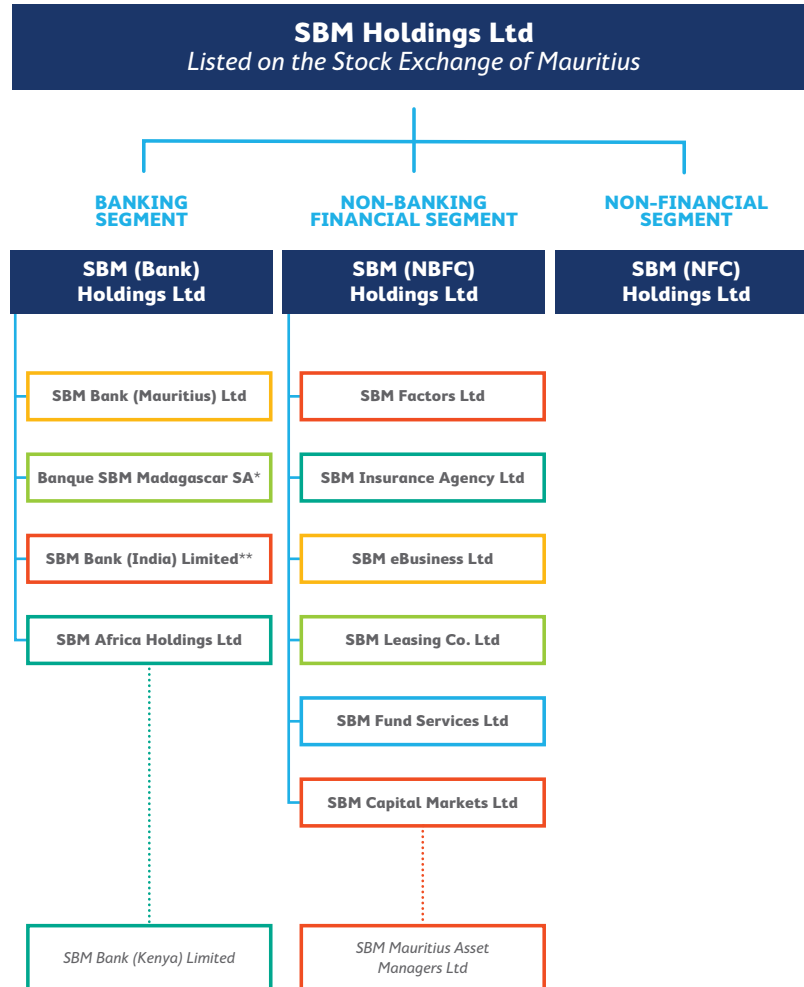 SBM Holdings Ltd
Listed on the Stock Exchange of Mauritius
BANKING
SEGMENT
NON-BANKING
FINANCIAL SEGMENT
NON-FINANCIAL
SEGMENT
SBM (Bank)
Holdings Ltd
SBM (NBFC)
Holdings Ltd
SBM (NFC)
Holdings Ltd
SBM Bank (Mauritius) Ltd
Banque SBM Madagascar SA*
SBM Bank (India) Limited**
SBM Africa Holdings Ltd
SBM Bank (Kenya) Limited
SBM Factors Ltd
SBM Insurance Agency Ltd
SBM eBusiness Ltd
SBM Leasing Co. Ltd
SBM Fund Services Ltd
SBM Capital Markets Ltd
SBM Mauritius Asset
Managers Ltd